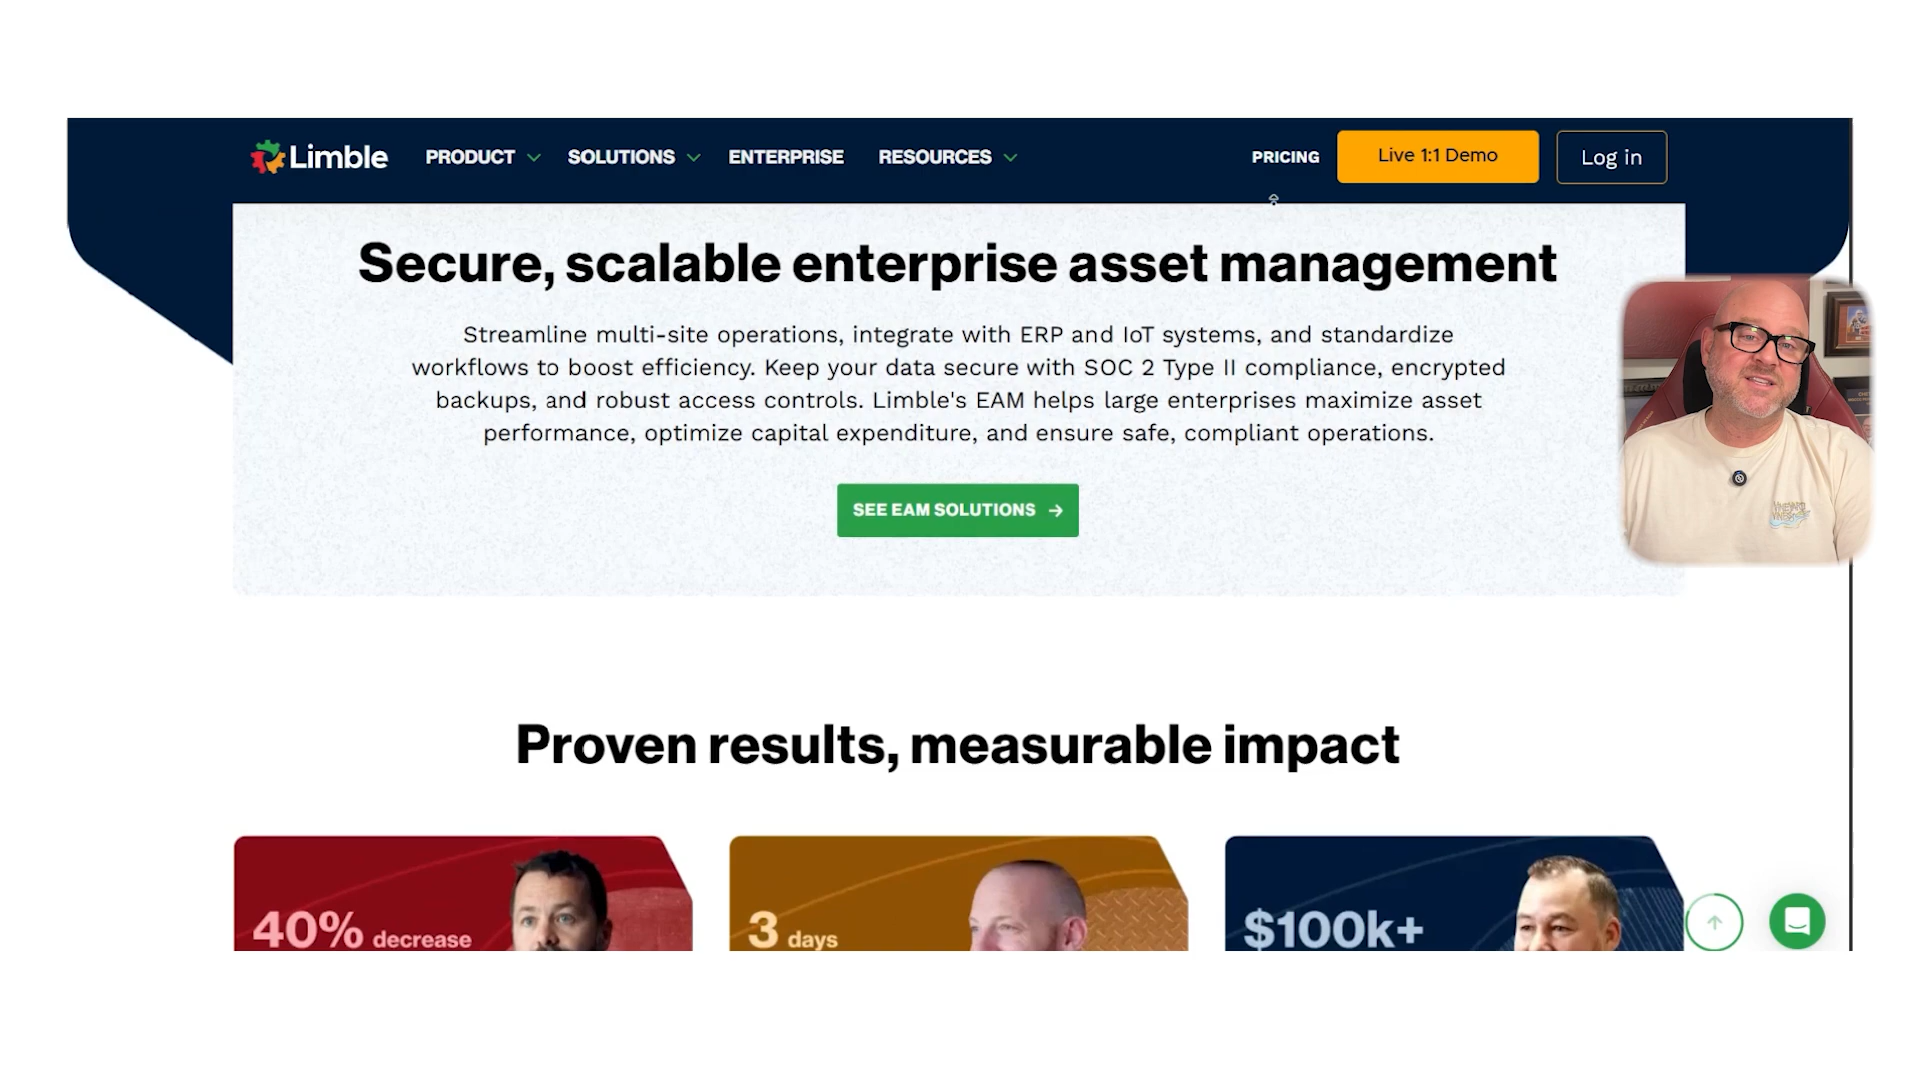 Limble PRODUCT SOLUTIONS ENTERPRISE RESOURCES PRICING Live 1:1 Demo Log in
Secure, scalable enterprise asset management
Streamline multi-site operations, integrate with ERP and IoT systems, and standardize
workflows to boost efficiency. Keep your data secure with SOC 2 Type II compliance, encrypted
backups, and robust access controls. Limble's EAM helps large enterprises maximize asset
performance, optimize capital expenditure, and ensure safe, compliant operations.
SEE EAM SOLUTIONS →
Proven results, measurable impact
40% decrease
3 days
$100k+